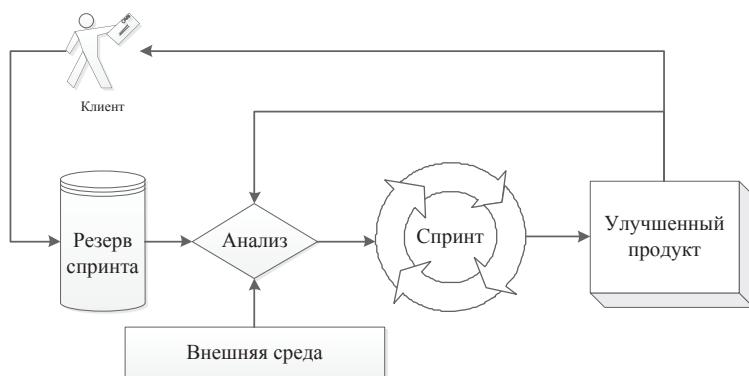 Клиент
Резерв
спринта
Анализ
Спринт
Улучшенный
продукт
Внешняя среда